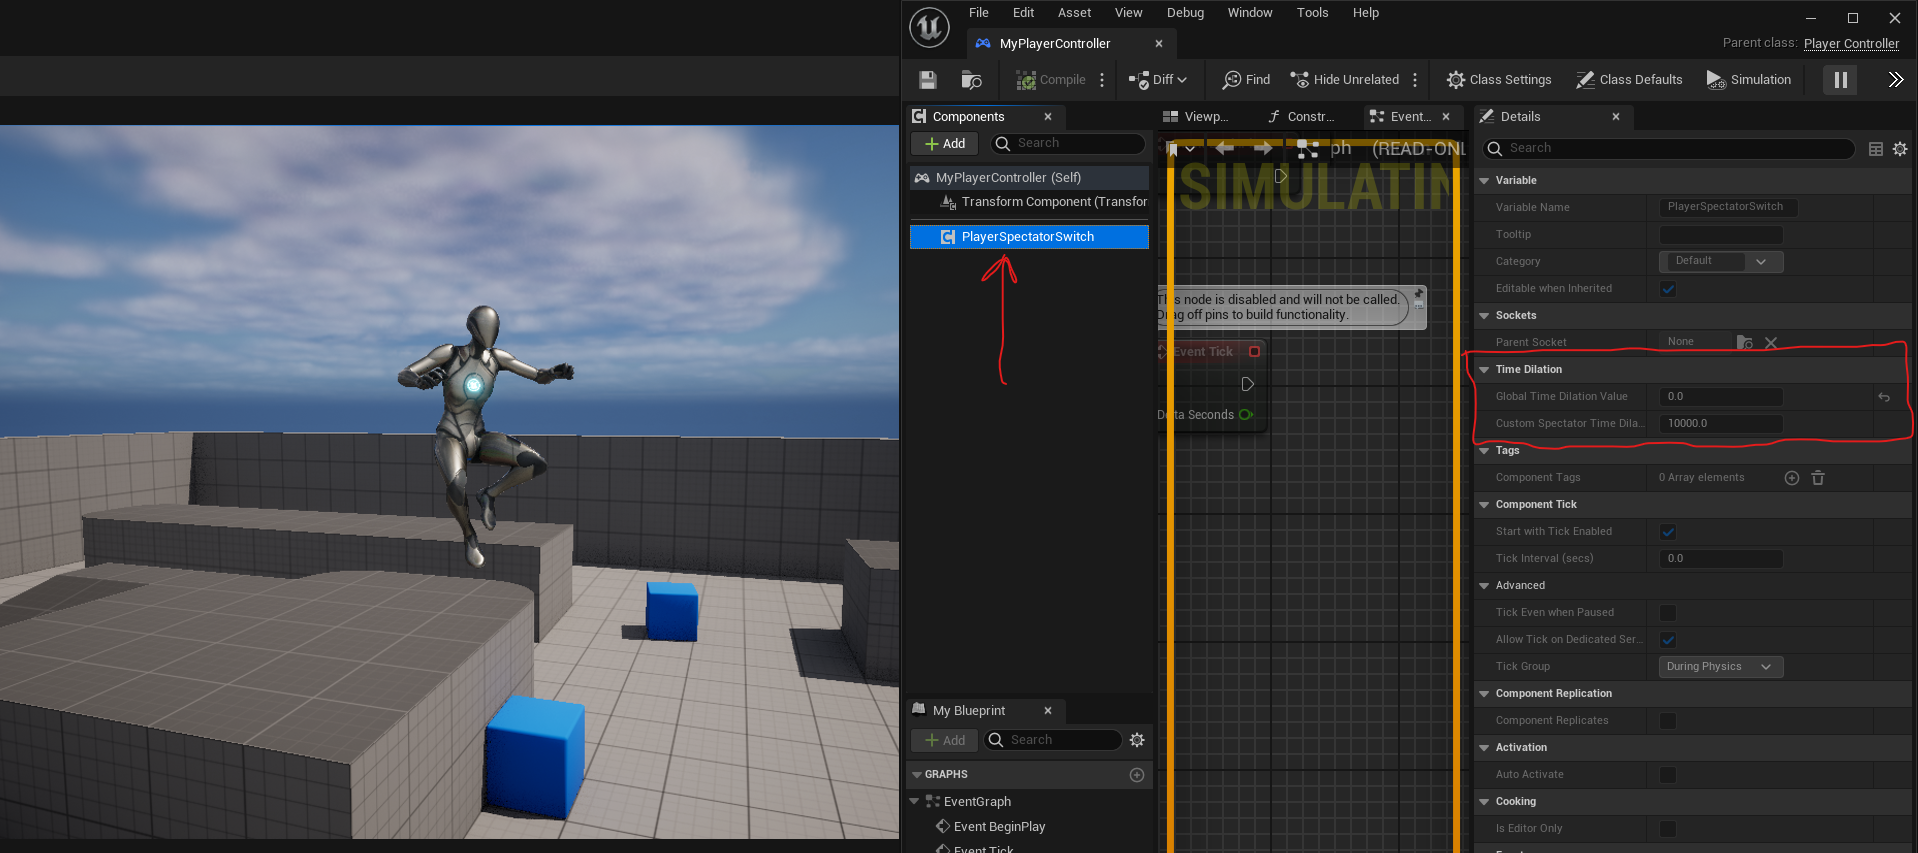 File Edit Asset View Debug Window Tools Help
MyPlayerController
Parent class: Player Controller
Compile Diff Find Hide Unrelated Class Settings Class Defaults Simulation
Components
Add Search
MyPlayerController (Self)
Transform Component (Transfor
PlayerSpectatorSwitch
My Blueprint
Add Search
GRAPHS
EventGraph
Event BeginPlay
Event Tick
Viewp... Constr... Event...
ph (READ-ONL
SIMULATIN
This node is disabled and will not be called.
Drag off pins to build functionality.
Event Tick
Delta Seconds
Details
Search
Variable
Variable Name PlayerSpectatorSwitch
Tooltip
Category Default
Editable when Inherited
Sockets
Parent Socket None
Time Dilation
Global Time Dilation Value 0.0
Custom Spectator Time Dila... 10000.0
Tags
Component Tags 0 Array elements
Component Tick
Start with Tick Enabled
Tick Interval (secs) 0.0
Advanced
Tick Even when Paused
Allow Tick on Dedicated Ser...
Tick Group During Physics
Component Replication
Component Replicates
Activation
Auto Activate
Cooking
Is Editor Only